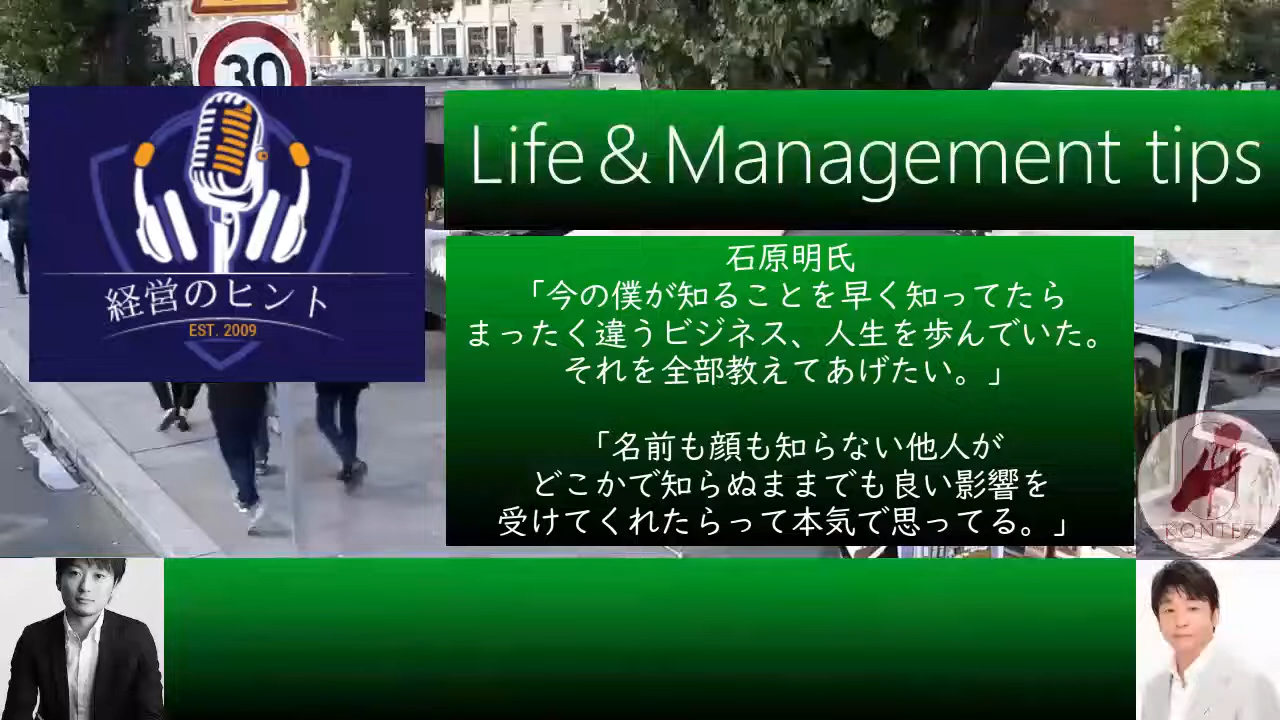 30
経営のヒント
EST. 2009
Life&Management tips
石原明氏
「今の僕が知ることを早く知ってたら
まったく違うビジネス、人生を歩んでいた。
それを全部教えてあげたい。」
「名前も顔も知らない他人が
どこかで知らぬままでも良い影響を
受けてくれたらって本気で思ってる。」
KONTEZ